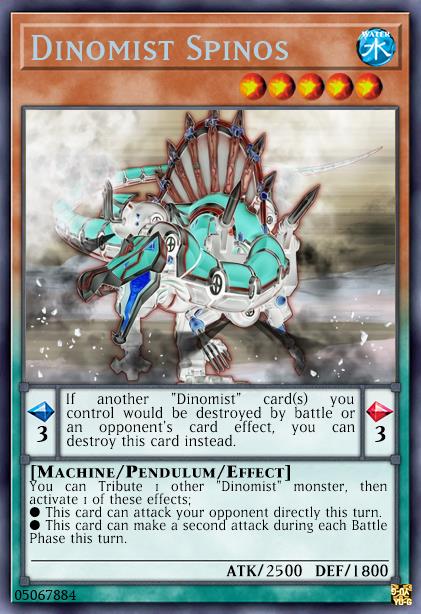 Dinomist Spinos
WATER
水
If another "Dinomist" card(s) you
control would be destroyed by battle or
an opponent's card effect, you can
destroy this card instead.
3
3
[Machine/Pendulum/Effect]
You can Tribute 1 other "Dinomist" monster, then
activate 1 of these effects;
● This card can attack your opponent directly this turn.
● This card can make a second attack during each Battle
Phase this turn.
ATK/2500 DEF/1800
05067884